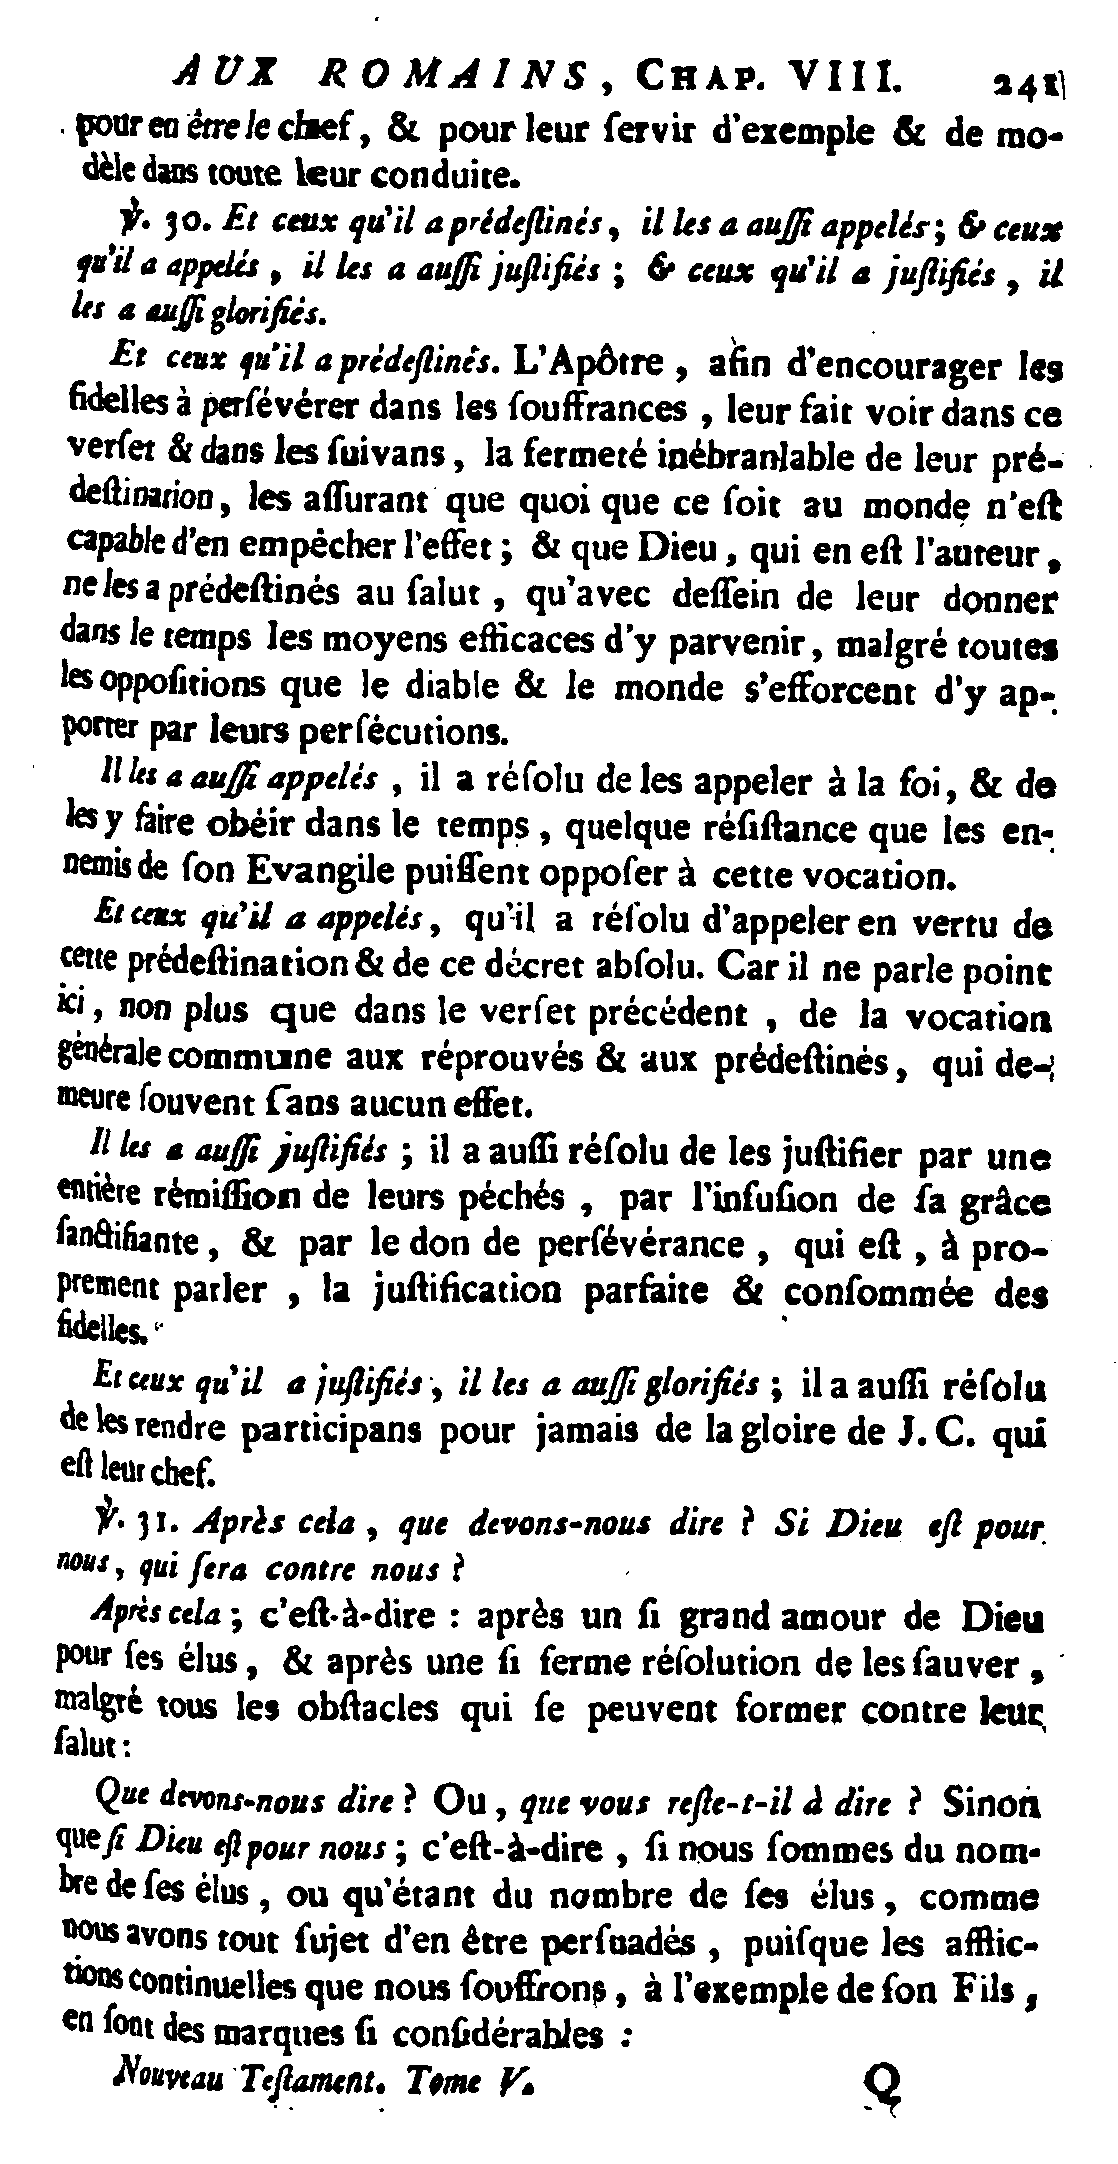 AUX ROMAINS, CHAP. VIII. 241
pour en être le chef, & pour leur ſervir d'exemple & de mo-
dèle dans toute leur conduite.
℣. 30. Et ceux qu'il a prédeſtinés, il les a auſſi appelés; & ceux
qu'il a appelés, il les a auſſi juſtifiés; & ceux qu'il a juſtifiés, il
les a auſſi glorifiés.
Et ceux qu'il a prédeſtinés. L'Apôtre, afin d'encourager les
fidelles à perſévérer dans les ſouffrances, leur fait voir dans ce
verſet & dans les ſuivans, la fermeté inébranlable de leur pré-
deſtination, les aſſurant que quoi que ce ſoit au monde n'eſt
capable d'en empêcher l'effet; & que Dieu, qui en eſt l'auteur,
ne les a prédeſtinés au ſalut, qu'avec deſſein de leur donner
dans le temps les moyens efficaces d'y parvenir, malgré toutes
les oppoſitions que le diable & le monde s'efforcent d'y ap-
porter par leurs perſécutions.
Il les a auſſi appelés, il a réſolu de les appeler à la foi, & de
les y faire obéir dans le temps, quelque réſiſtance que les en-
nemis de ſon Evangile puiſſent oppoſer à cette vocation.
Et ceux qu'il a appelés, qu'il a réſolu d'appeler en vertu de
cette prédeſtination & de ce décret abſolu. Car il ne parle point
ici, non plus que dans le verſet précédent, de la vocation
générale commune aux réprouvés & aux prédeſtinés, qui de-
meure ſouvent ſans aucun effet.
Il les a auſſi juſtifiés; il a auſſi réſolu de les juſtifier par une
entière rémiſſion de leurs péchés, par l'infuſion de ſa grâce
ſanctifiante, & par le don de perſévérance, qui eſt, à pro-
prement parler, la juſtification parfaite & conſommée des
fidelles.
Et ceux qu'il a juſtifiés, il les a auſſi glorifiés; il a auſſi réſolu
de les rendre participans pour jamais de la gloire de J. C. qui
eſt leur chef.
℣. 31. Après cela, que devons-nous dire? Si Dieu eſt pour
nous, qui ſera contre nous?
Après cela; c'eſt-à-dire: après un ſi grand amour de Dieu
pour ſes élus, & après une ſi ferme réſolution de les ſauver,
malgré tous les obſtacles qui ſe peuvent former contre leur
ſalut:
Que devons-nous dire? Ou, que vous reſte-t-il à dire? Sinon
que ſi Dieu eſt pour nous; c'eſt-à-dire, ſi nous ſommes du nom-
bre de ſes élus, ou qu'étant du nombre de ſes élus, comme
nous avons tout ſujet d'en être perſuadés, puiſque les afflic-
tions continuelles que nous ſouffrons, à l'exemple de ſon Fils,
en ſont des marques ſi conſidérables:
Nouveau Teſtament. Tome V. Q